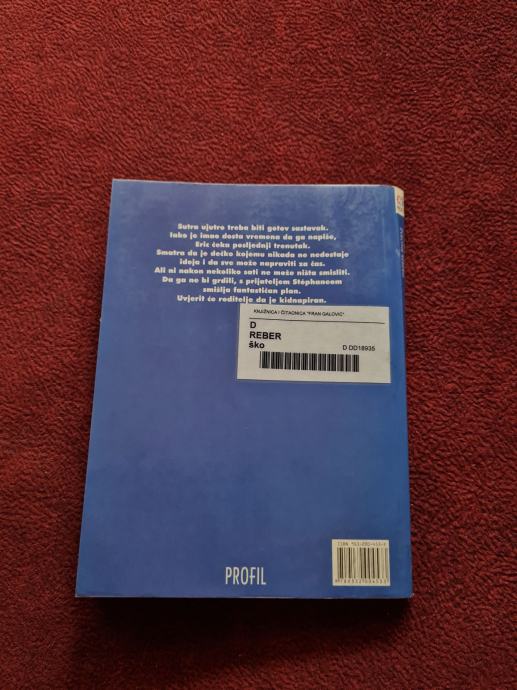 Sutra ujutro treba biti gotov sastavak.
Iako je imao dosta vremena da ga napiše,
Eric čeka posljednji trenutak.
Smatra da je dečko kojemu nikada ne nedostaje
ideja i da sve može napraviti za čas.
Ali ni nakon nekoliko sati ne može ništa smisliti.
Da ga ne bi grdili, s prijateljem Stéphaneom
smišlja fantastičan plan.
Uvjerit će roditelje da je kidnapiran.
KNJIŽNICA I ČITAONICA "FRAN GALOVIĆ"
D
REBER
ško
D DD18935
PROFIL